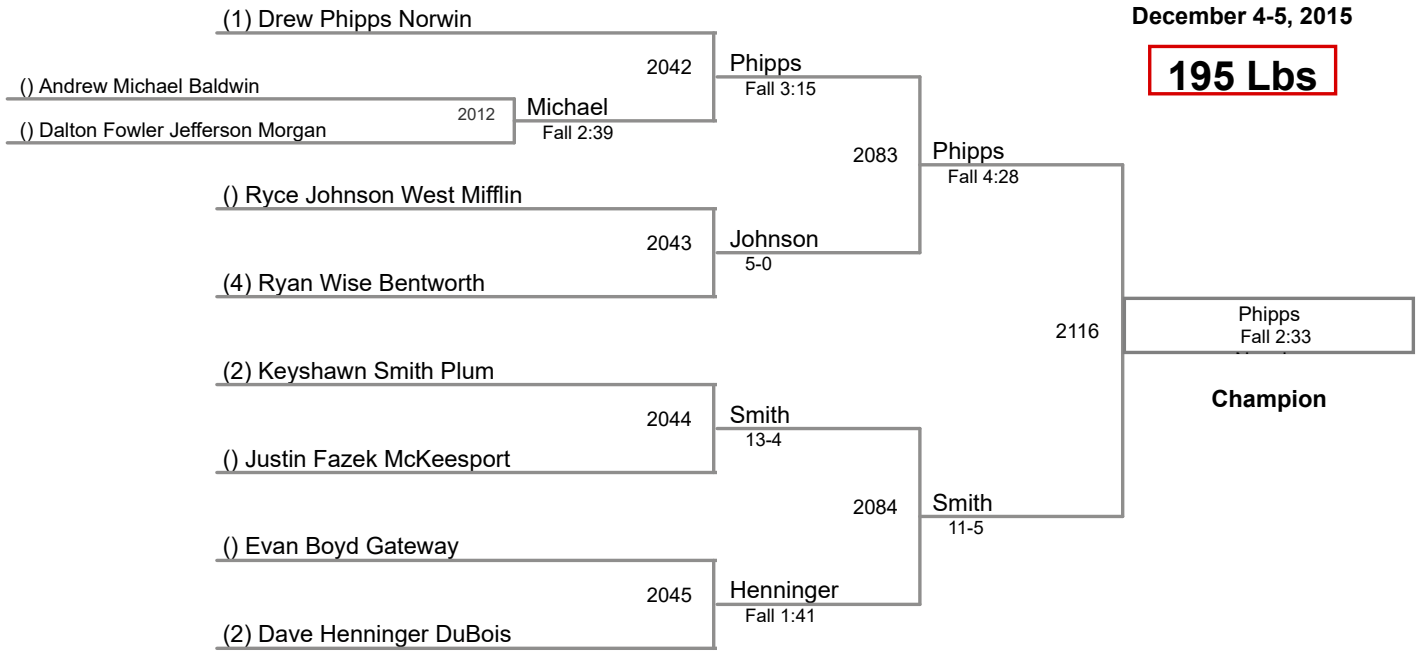 (1) Drew Phipps Norwin
December 4-5, 2015
2042
Phipps
Fall 3:15
195 Lbs
() Andrew Michael Baldwin
2012
Michael
Fall 2:39
() Dalton Fowler Jefferson Morgan
2083
Phipps
Fall 4:28
() Ryce Johnson West Mifflin
2043
Johnson
5-0
(4) Ryan Wise Bentworth
2116
Phipps
Fall 2:33
(2) Keyshawn Smith Plum
Champion
2044
Smith
13-4
() Justin Fazek McKeesport
2084
Smith
11-5
() Evan Boyd Gateway
2045
Henninger
Fall 1:41
(2) Dave Henninger DuBois